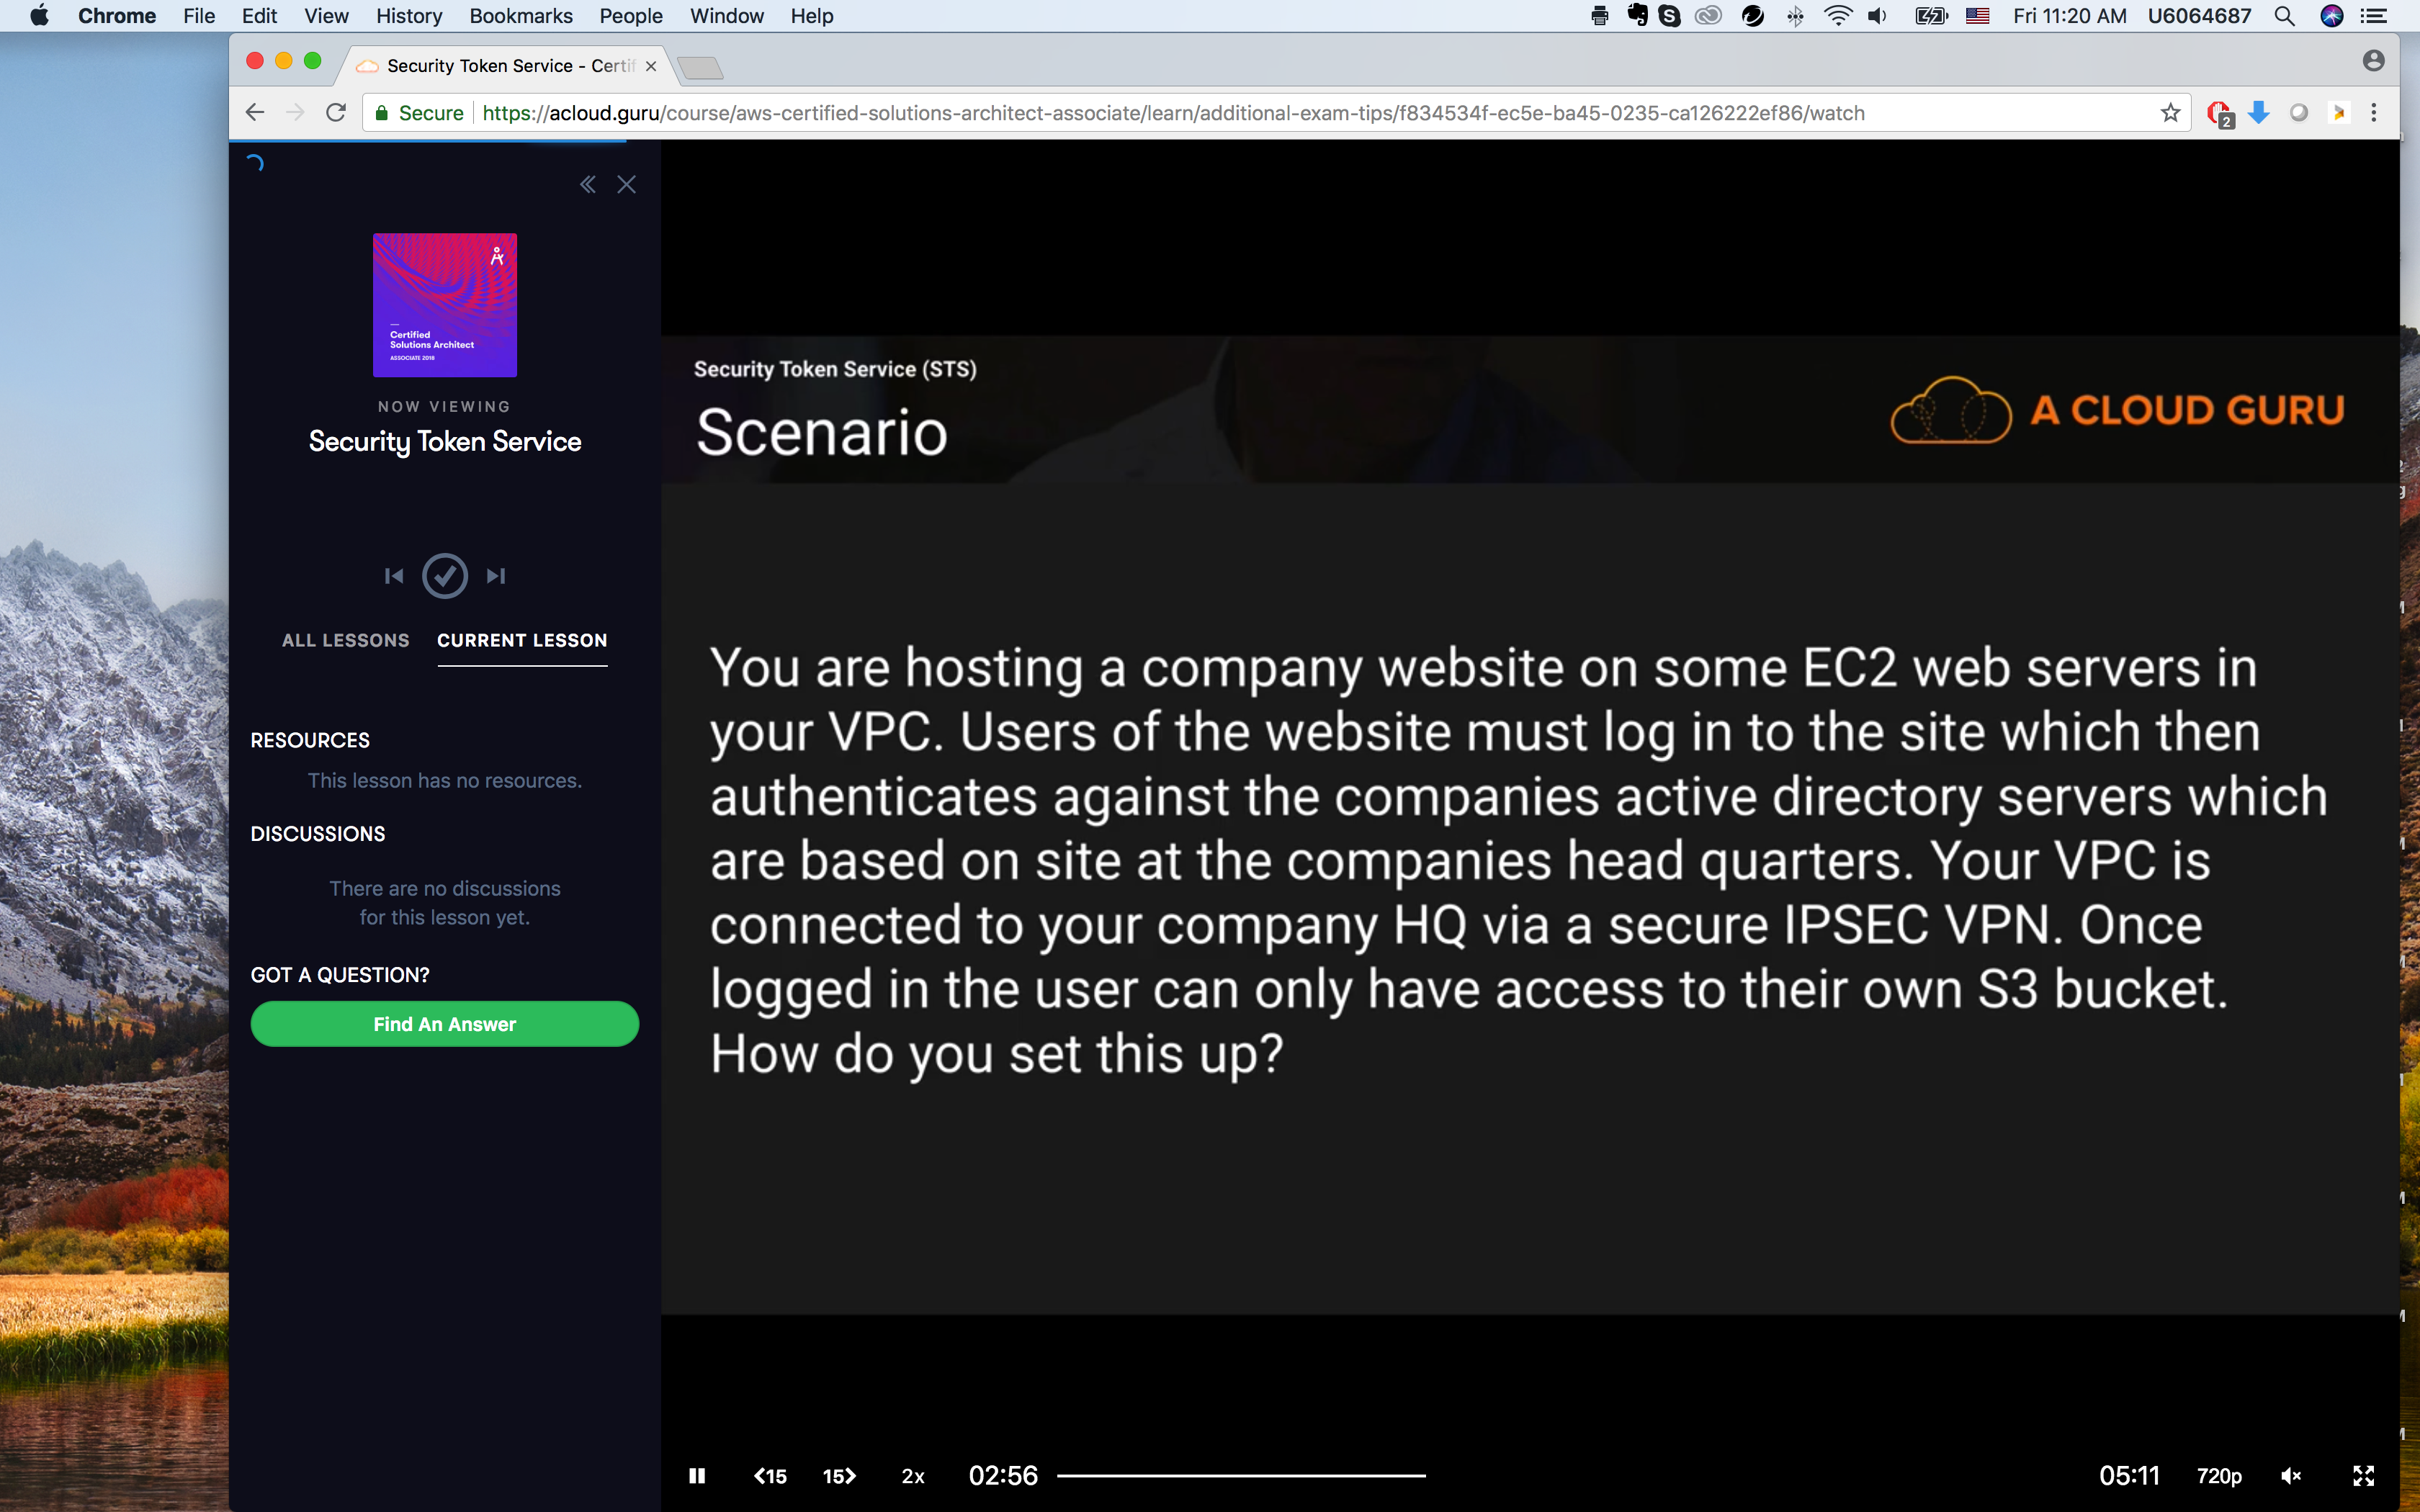 Chrome File Edit View History Bookmarks People Window Help Fri 11:20 AM U6064687
Security Token Service - Certif
Secure https://acloud.guru/course/aws-certified-solutions-architect-associate/learn/additional-exam-tips/f834534f-ec5e-ba45-0235-ca126222ef86/watch
2
Certified
Solutions Architect
ASSOCIATE 2018
NOW VIEWING
Security Token Service
ALL LESSONS CURRENT LESSON
RESOURCES
This lesson has no resources.
DISCUSSIONS
There are no discussions
for this lesson yet.
GOT A QUESTION?
Find An Answer
Security Token Service (STS)
Scenario
A CLOUD GURU
You are hosting a company website on some EC2 web servers in
your VPC. Users of the website must log in to the site which then
authenticates against the companies active directory servers which
are based on site at the companies head quarters. Your VPC is
connected to your company HQ via a secure IPSEC VPN. Once
logged in the user can only have access to their own S3 bucket.
How do you set this up?
15 15 2x 02:56 05:11 720p